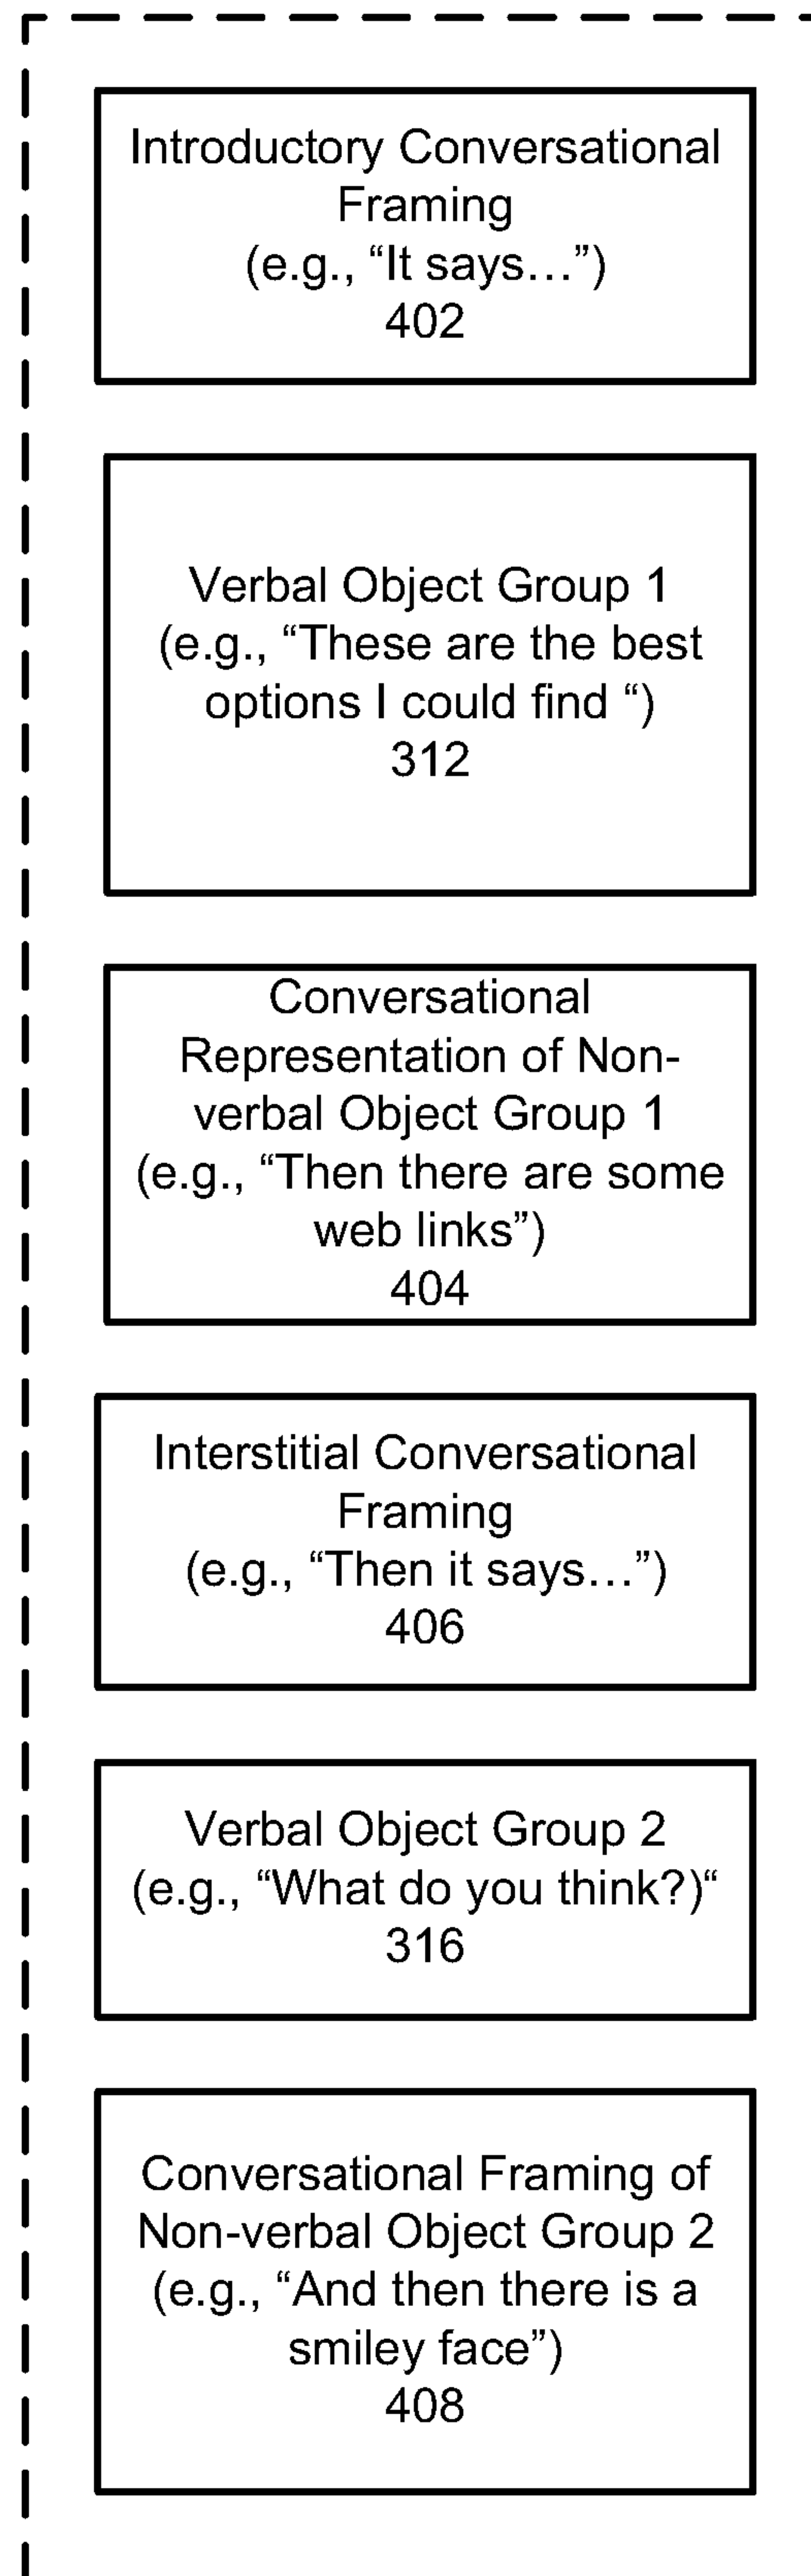 Introductory Conversational
Framing
(e.g., “It says…”)
402
Verbal Object Group 1
(e.g., “These are the best
options I could find “)
312
Conversational
Representation of Non-
verbal Object Group 1
(e.g., “Then there are some
web links”)
404
Interstitial Conversational
Framing
(e.g., “Then it says…”)
406
Verbal Object Group 2
(e.g., “What do you think?)“
316
Conversational Framing of
Non-verbal Object Group 2
(e.g., “And then there is a
smiley face”)
408